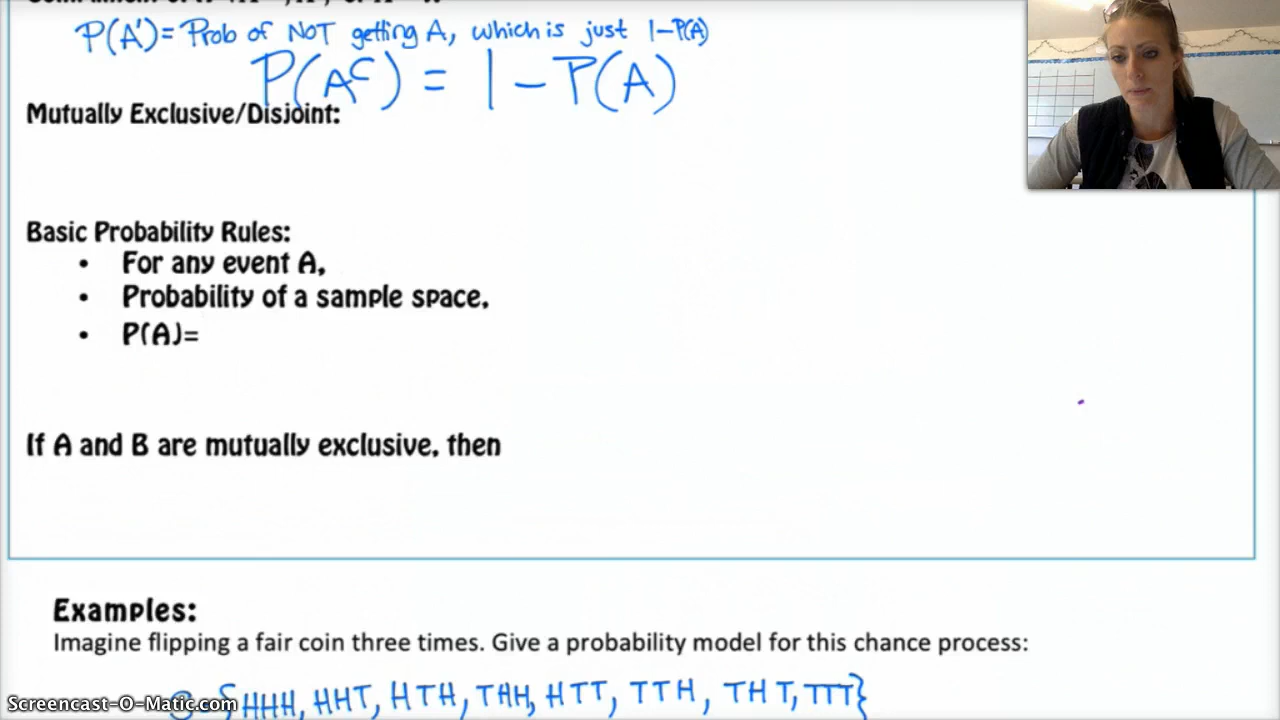 P(A')= Prob of NOT getting A, which is just 1-P(A)
P(Aᶜ) = 1 - P(A)
Mutually Exclusive/Disjoint:
Basic Probability Rules:
• For any event A,
• Probability of a sample space,
• P(A)=
If A and B are mutually exclusive, then
Examples:
Imagine flipping a fair coin three times. Give a probability model for this chance process:
HHH, HHT, HTH, THH, HTT, TTH, THT, TTT}
Screencast-O-Matic.com